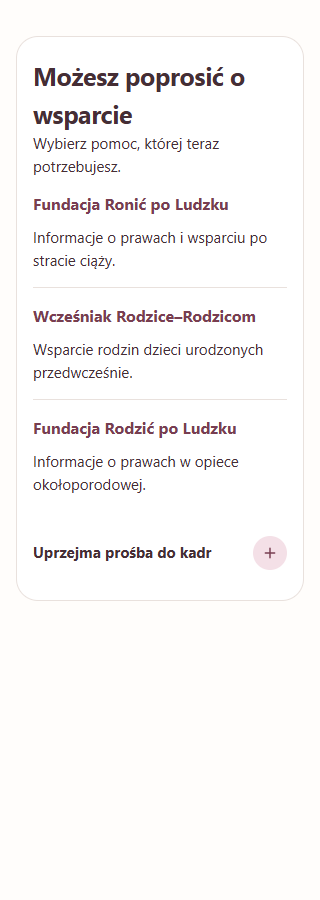 Możesz poprosić o
wsparcie
Wybierz pomoc, której teraz
potrzebujesz.
Fundacja Ronić po Ludzku
Informacje o prawach i wsparciu po
stracie ciąży.
Wcześniak Rodzice–Rodzicom
Wsparcie rodzin dzieci urodzonych
przedwcześnie.
Fundacja Rodzić po Ludzku
Informacje o prawach w opiece
okołoporodowej.
Uprzejma prośba do kadr +